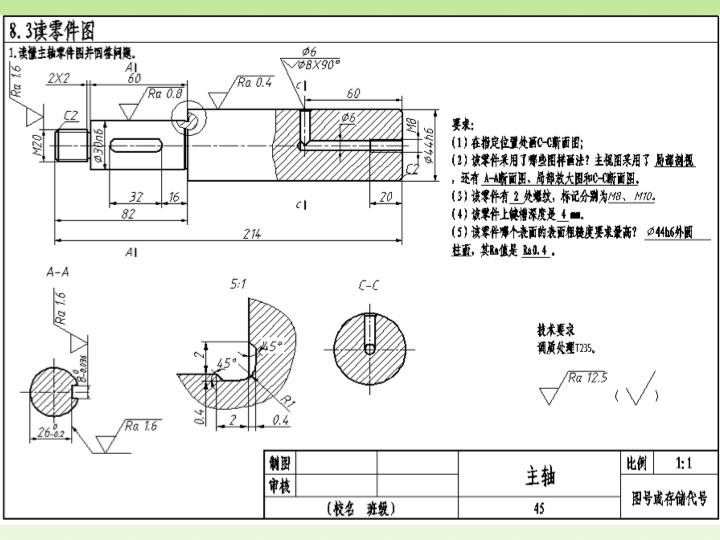 8.3读零件图
1.读懂主轴零件图并回答问题。
Ra 1.6
2X2
A
60
Ra 0.8
Ra 0.4
∅6
∅8X90°
c
60
C2
M20
∅30h6
∅6
M8
∅44h6
C2
32
16
82
c
20
214
A
要求:
(1)在指定位置处画C-C断面图;
(2)该零件采用了哪些图样画法?主视图采用了 局部剖视
,还有 A-A断面图、局部放大图和C-C断面图。
(3)该零件有 2 处螺纹,标记分别为M8、 M10。
(4)该零件上键槽深度是 4 mm。
(5)该零件哪个表面的表面粗糙度要求最高? ∅44h6外圆
柱面,其Ra值是 Ra0.4 。
A-A
Ra 1.6
8-0.036
0
26-0.2
0
Ra 1.6
5:1
2
45°
45°
0.4
2
0.4
R1
C-C
技术要求
调质处理T235。
Ra 12.5
( )
制图
审核
(校名 班级)
主轴
45
比例
1:1
图号或存储代号